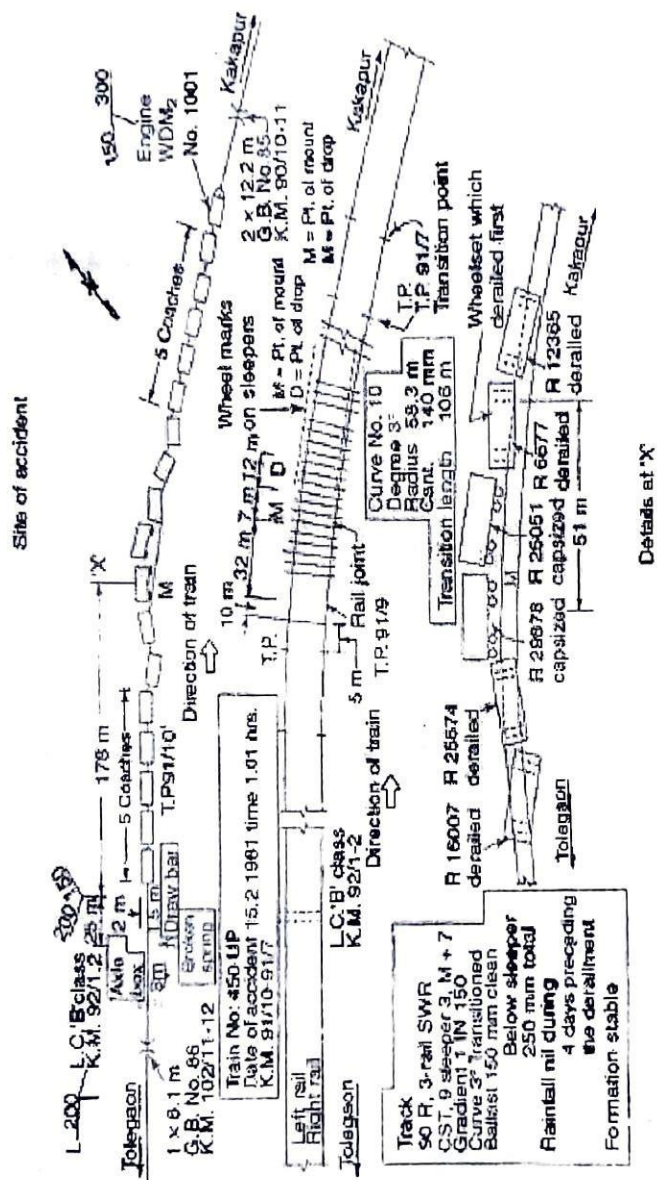 Site of accident
L-200
L.C.'B'class
K.M. 92/1-2
25 m
178 m
'X'
5 Coaches
150 300
Engine
WDM₂
No. 1001
Kakapur
Tolegaon
1 x 6.1 m
G.B. No.86
K.M. 102/11-12
'Axle
box
2 m
Draw bar
Broken
spring
5 Coaches
T.P.91/10'
M
Direction of train
2 x 12.2 m
G.B. No.85
K.M. 90/10-11
Train No: 450 UP
Date of accident 15.2 1981 time 1.01 hrs.
K.M. 91/10-91/7
10 m
32 m
7 m
12 m
Wheel marks
on sleepers
M = Pt. of mount
D = Pt. of drop
M = Pt. of mount
M = Pt. of drop
M
D
Kakapur
T.P.
Left rail
Right rail
Tolagaon
L.C.'B' class
K.M. 92/1-2
Direction of train
5 m
T.P. 91/9
Rail joint
Curve No. 10
Degree 3°
Radius 58.3 m
Cant. 140 mm
Transition length 106 m
T.P.
T.P. 91/7
Transition point
Track
90 R, 3-rail SWR
CST, 9 sleeper 3, M + 7
Gradient 1 IN 150
Curve 3° Transitioned
Ballast 150 mm clean
Below sleeper
250 mm total
Rainfall nil during
4 days preceding
the derailment
Formation stable
Tolegaon
R 16007
derailed
R 25574
derailed
R 29878
capsized
R 25051
capsized
R 6577
derailed
R 12365
derailed
M
51 m
Wheelset which
derailed first
Kakapur
Details at 'X'